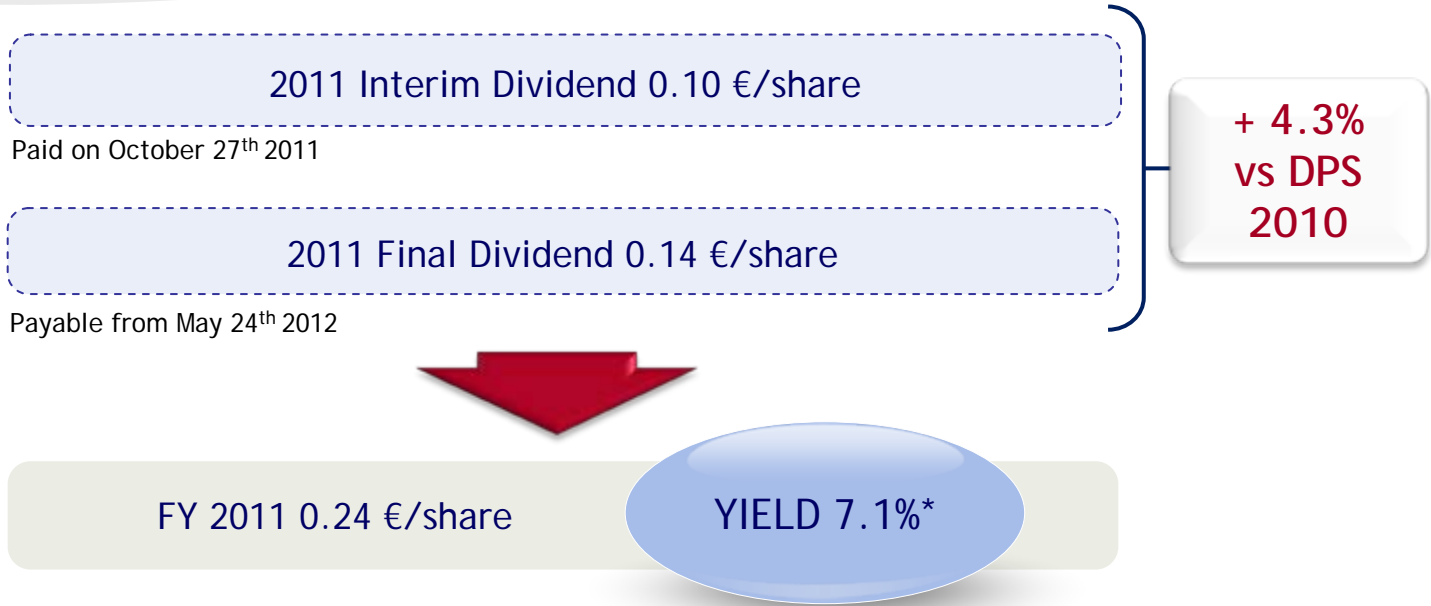 2011 Interim Dividend 0.10 €/share
Paid on October 27th 2011
+ 4.3%
vs DPS
2010
2011 Final Dividend 0.14 €/share
Payable from May 24th 2012
FY 2011 0.24 €/share
YIELD 7.1%*